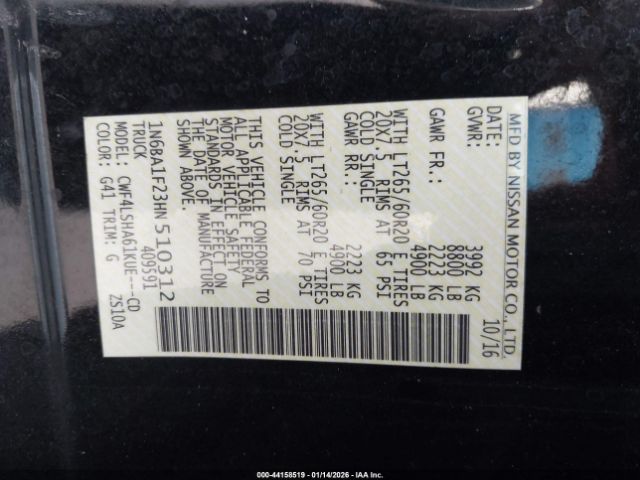 MFD BY NISSAN MOTOR CO., LTD.
DATE: 10/16
GVWR: 3992 KG
8800 LB
GAWR FR.: 2223 KG
4900 LB
WITH LT265/60R20 E TIRES
20X7.5 RIMS AT 65 PSI
COLD SINGLE
GAWR RR.: 2223 KG
4900 LB
WITH LT265/60R20 E TIRES
20X7.5 RIMS AT 70 PSI
COLD SINGLE
THIS VEHICLE CONFORMS TO
ALL APPLICABLE FEDERAL
MOTOR VEHICLE SAFETY
STANDARDS IN EFFECT ON
THE DATE OF MANUFACTURE
SHOWN ABOVE.
1N6BA1F23HN510312
TRUCK 409591
MODEL: CWF4LSHA61KUE---CD
COLOR: G41 TRIM: G 2S10A
000-44158519 - 01/14/2026 - IAAI.com